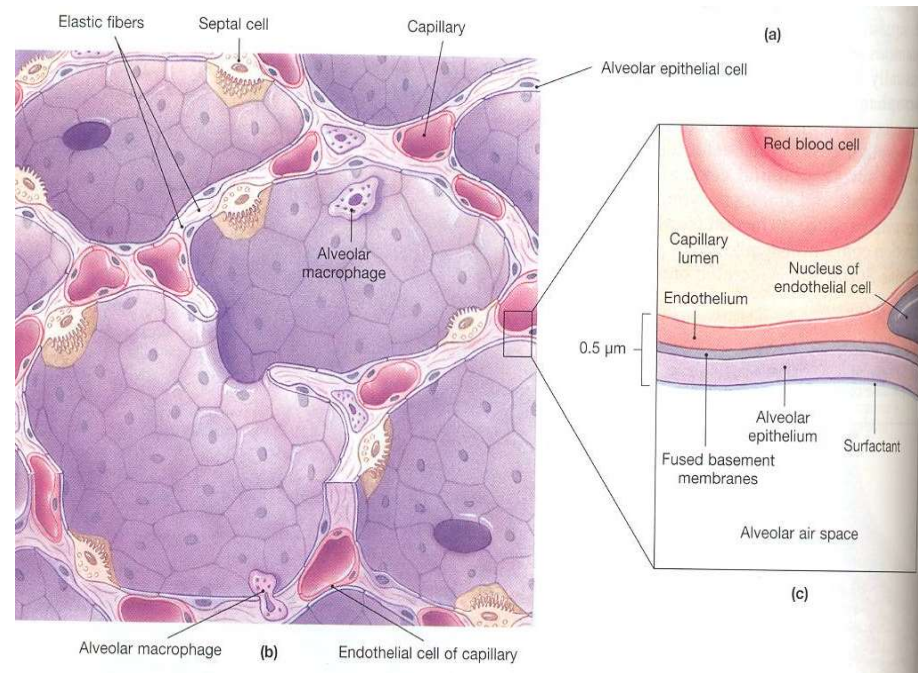 Elastic fibers
Septal cell
Capillary
(a)
Alveolar epithelial cell
Red blood cell
Alveolar
macrophage
Capillary
lumen
Nucleus of
endothelial cell
Endothelium
0.5 μm
Alveolar
epithelium
Surfactant
Fused basement
membranes
Alveolar air space
(c)
Alveolar macrophage
(b)
Endothelial cell of capillary